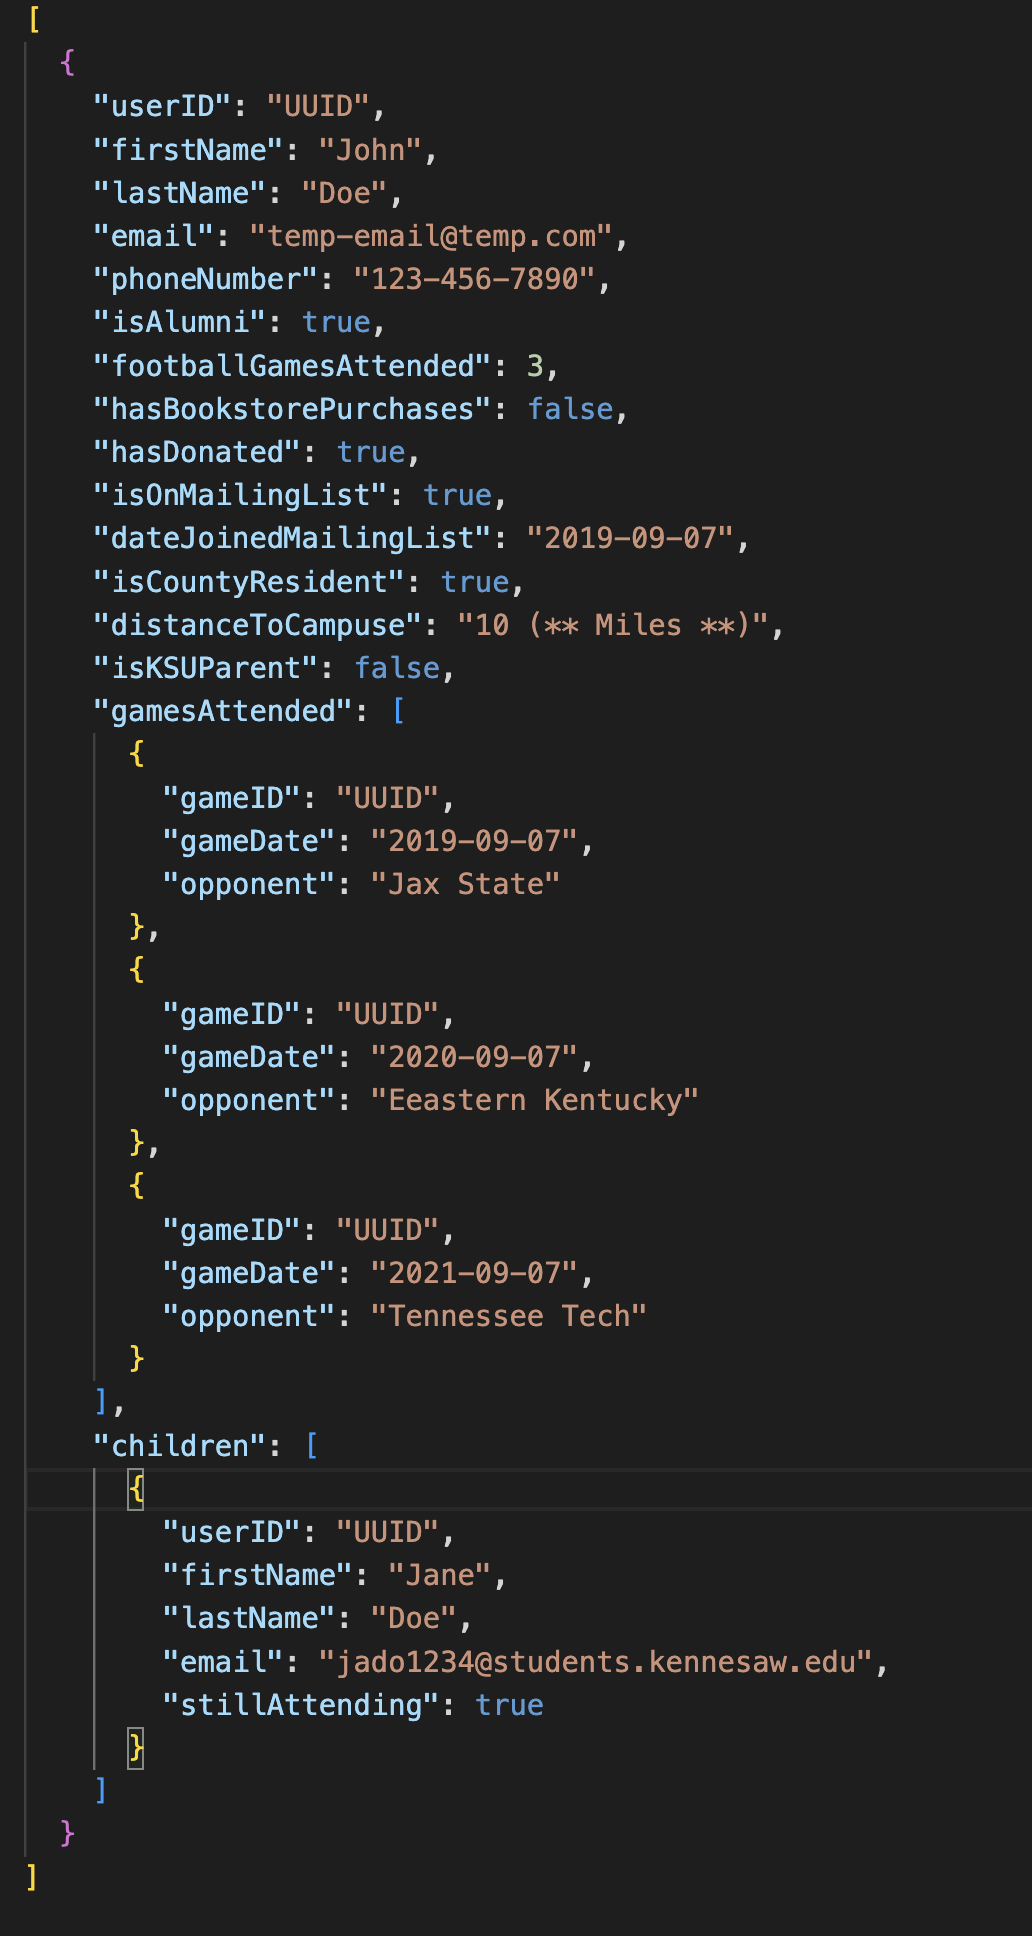 [
  {
    "userID": "UUID",
    "firstName": "John",
    "lastName": "Doe",
    "email": "temp-email@temp.com",
    "phoneNumber": "123-456-7890",
    "isAlumni": true,
    "footballGamesAttended": 3,
    "hasBookstorePurchases": false,
    "hasDonated": true,
    "isOnMailingList": true,
    "dateJoinedMailingList": "2019-09-07",
    "isCountyResident": true,
    "distanceToCampuse": "10 (** Miles **)",
    "isKSUParent": false,
    "gamesAttended": [
      {
        "gameID": "UUID",
        "gameDate": "2019-09-07",
        "opponent": "Jax State"
      },
      {
        "gameID": "UUID",
        "gameDate": "2020-09-07",
        "opponent": "Eeastern Kentucky"
      },
      {
        "gameID": "UUID",
        "gameDate": "2021-09-07",
        "opponent": "Tennessee Tech"
      }
    ],
    "children": [
      {
        "userID": "UUID",
        "firstName": "Jane",
        "lastName": "Doe",
        "email": "jado1234@students.kennesaw.edu",
        "stillAttending": true
      }
    ]
  }
]